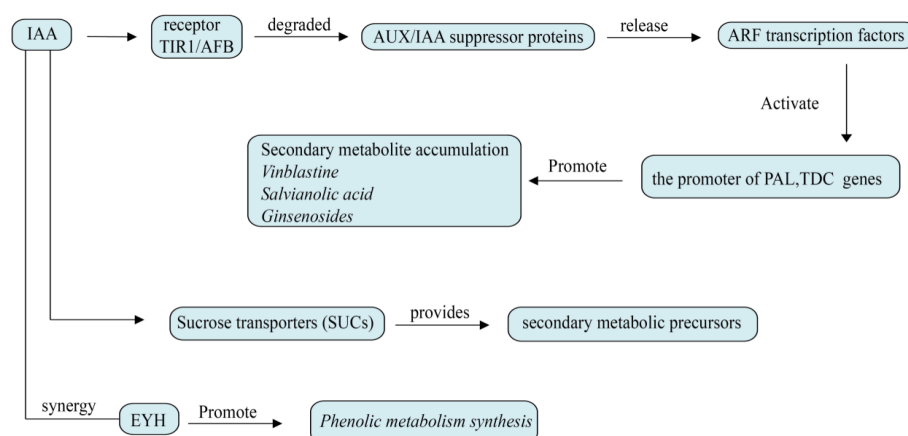 IAA
receptor
TIR1/AFB
degraded
AUX/IAA suppressor proteins
release
ARF transcription factors
Activate
the promoter of PAL,TDC genes
Promote
Secondary metabolite accumulation
Vinblastine
Salvianolic acid
Ginsenosides
Sucrose transporters (SUCs)
provides
secondary metabolic precursors
synergy
EYH
Promote
Phenolic metabolism synthesis